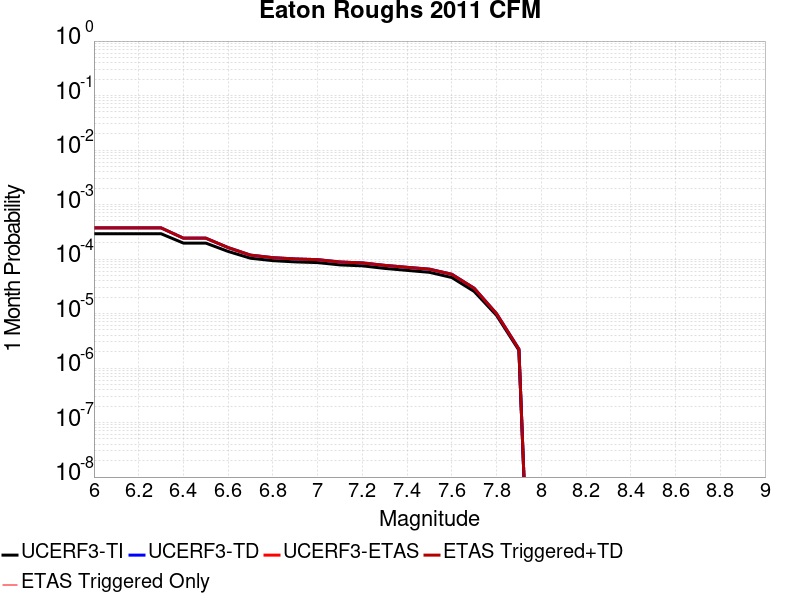 Eaton Roughs 2011 CFM
10^0
10^-1
10^-2
10^-3
10^-4
10^-5
10^-6
10^-7
10^-8
1 Month Probability
6 6.2 6.4 6.6 6.8 7 7.2 7.4 7.6 7.8 8 8.2 8.4 8.6 8.8 9
Magnitude
UCERF3-TI UCERF3-TD UCERF3-ETAS ETAS Triggered+TD
ETAS Triggered Only